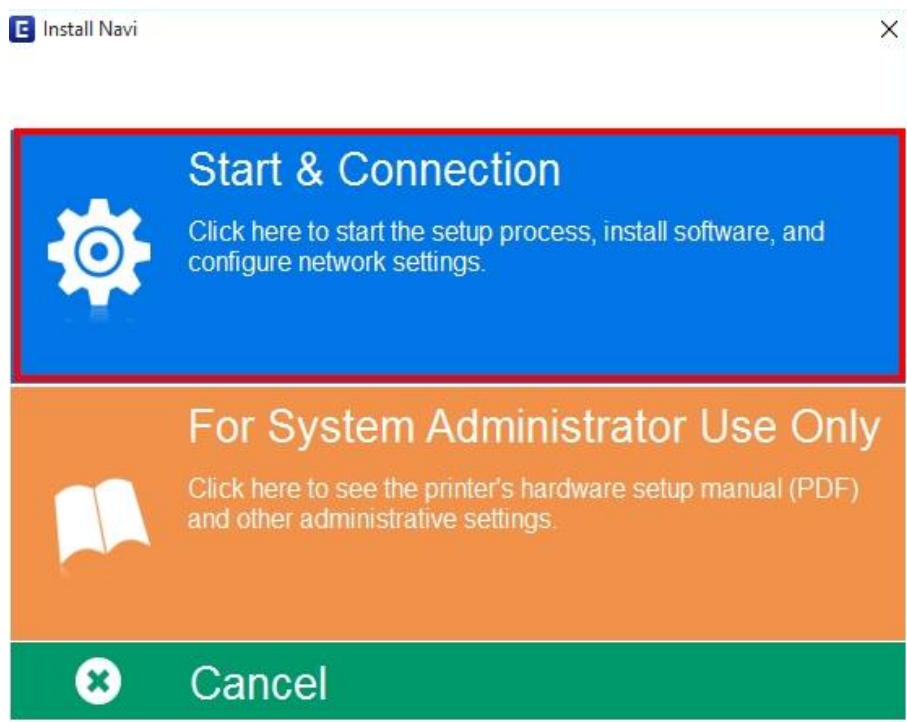 E Install Navi
Start & Connection
Click here to start the setup process, install software, and
configure network settings.
For System Administrator Use Only
Click here to see the printer's hardware setup manual (PDF)
and other administrative settings.
Cancel